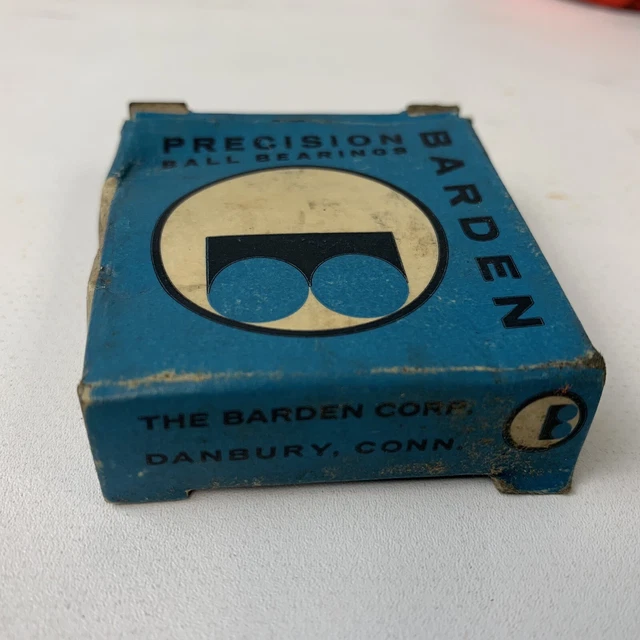 PRECISION
BALL BEARINGS
BARDEN
THE BARDEN CORP.
DANBURY, CONN.
B